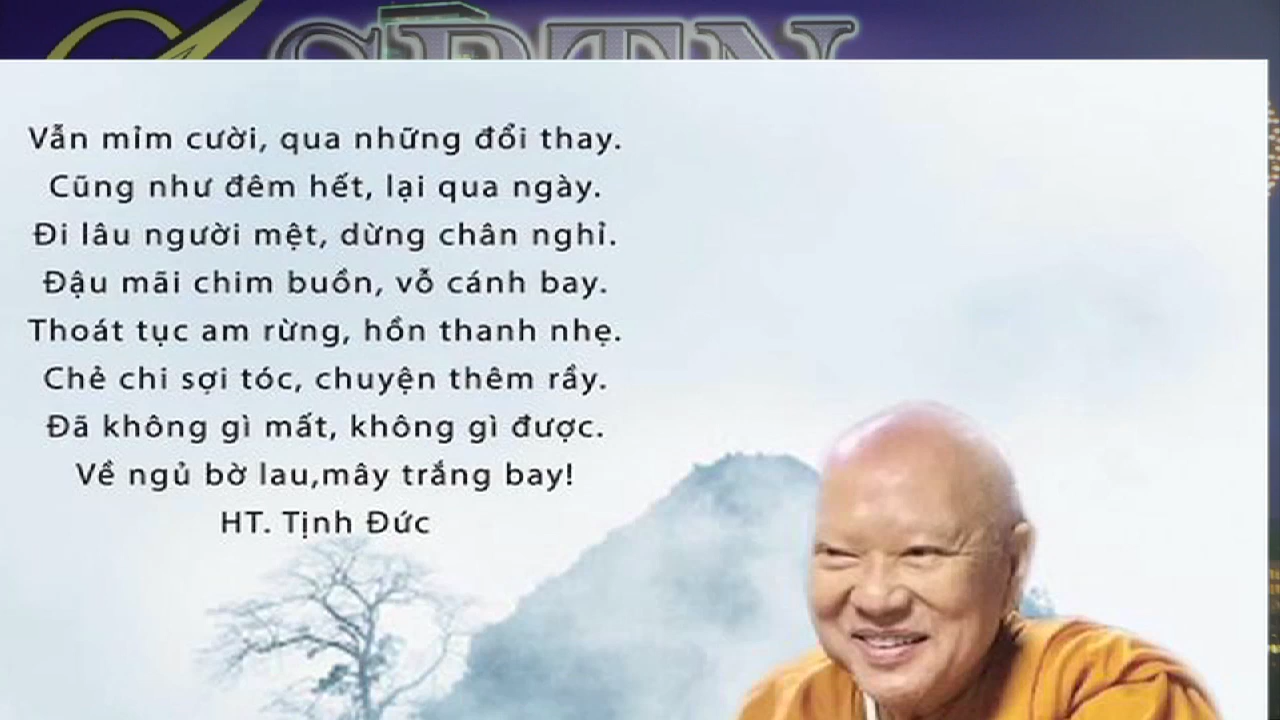 SBTN
Vẫn mỉm cười, qua những đổi thay.
Cũng như đêm hết, lại qua ngày.
Đi lâu người mệt, dừng chân nghỉ.
Đậu mãi chim buồn, vỗ cánh bay.
Thoát tục am rừng, hồn thanh nhẹ.
Chẻ chi sợi tóc, chuyện thêm rầy.
Đã không gì mất, không gì được.
Về ngủ bờ lau,mây trắng bay!
HT. Tịnh Đức